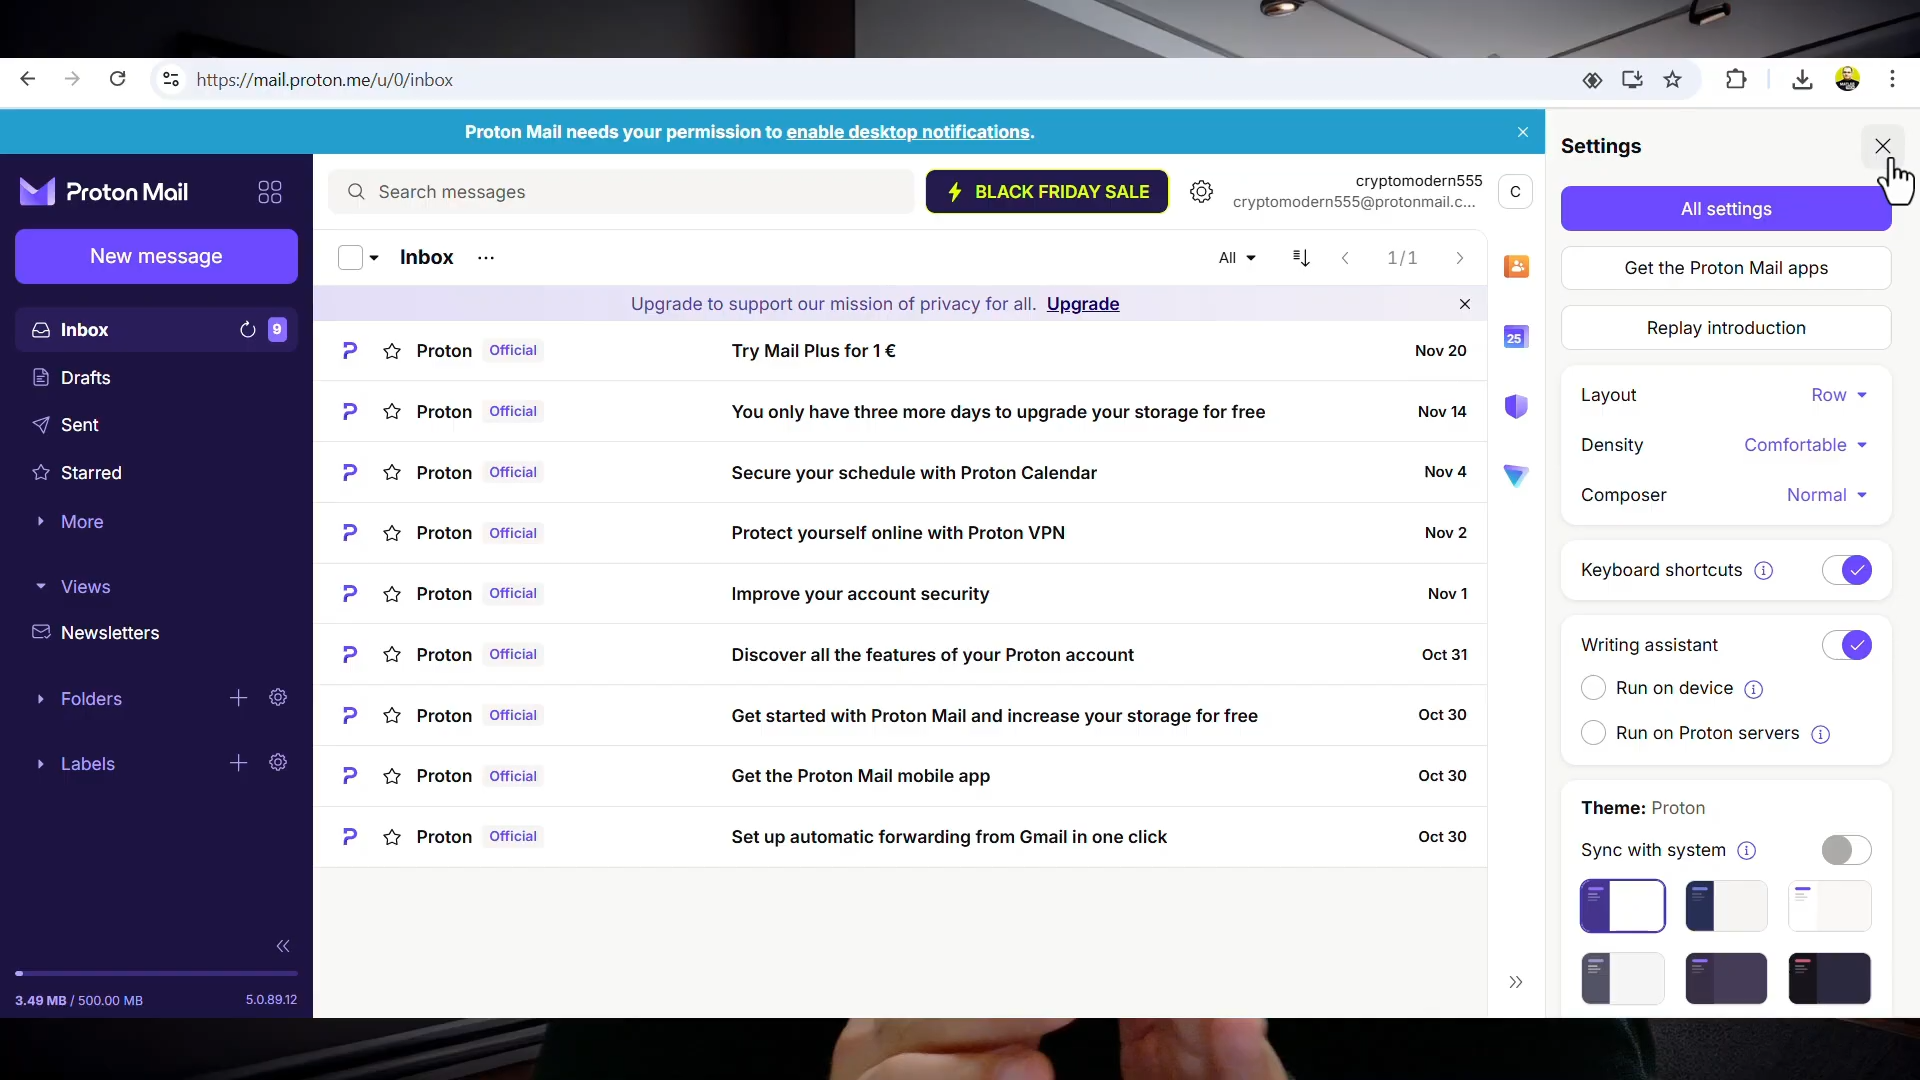 https://mail.proton.me/u/0/inbox
Proton Mail needs your permission to enable desktop notifications.
Proton Mail
New message
Inbox 9
Drafts
Sent
Starred
More
Views
Newsletters
Folders
Labels
3.49 MB / 500.00 MB 5.0.89.12
Search messages
BLACK FRIDAY SALE
cryptomodern555
cryptomodern555@protonmail.c...
C
Inbox ...
All
1/1
Upgrade to support our mission of privacy for all. Upgrade
Proton Official Try Mail Plus for 1 € Nov 20
Proton Official You only have three more days to upgrade your storage for free Nov 14
Proton Official Secure your schedule with Proton Calendar Nov 4
Proton Official Protect yourself online with Proton VPN Nov 2
Proton Official Improve your account security Nov 1
Proton Official Discover all the features of your Proton account Oct 31
Proton Official Get started with Proton Mail and increase your storage for free Oct 30
Proton Official Get the Proton Mail mobile app Oct 30
Proton Official Set up automatic forwarding from Gmail in one click Oct 30
25
Settings
All settings
Get the Proton Mail apps
Replay introduction
Layout Row
Density Comfortable
Composer Normal
Keyboard shortcuts
Writing assistant
Run on device
Run on Proton servers
Theme: Proton
Sync with system